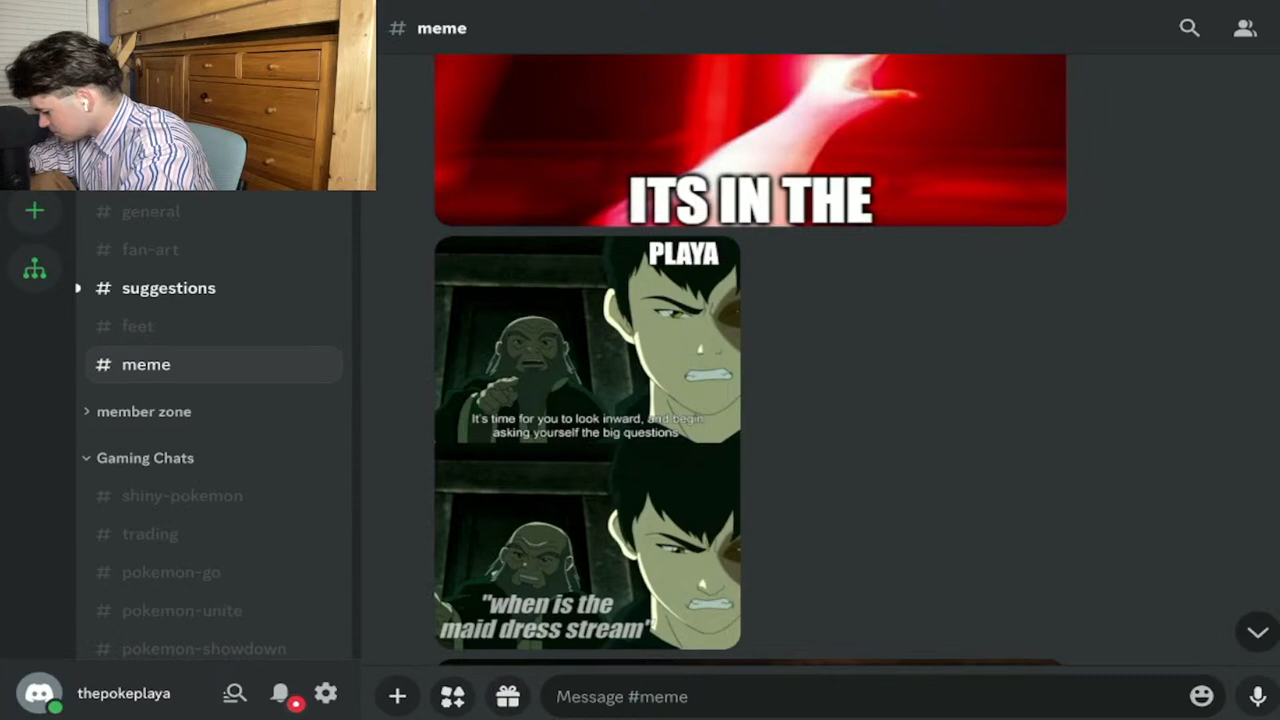 # meme
# general
# fan-art
# suggestions
# feet
# meme
member zone
Gaming Chats
# shiny-pokemon
# trading
# pokemon-go
# pokemon-unite
# pokemon-showdown
thepokeplaya
ITS IN THE
PLAYA
It's time for you to look inward, and begin
asking yourself the big questions
"when is the
maid dress stream"
Message #meme